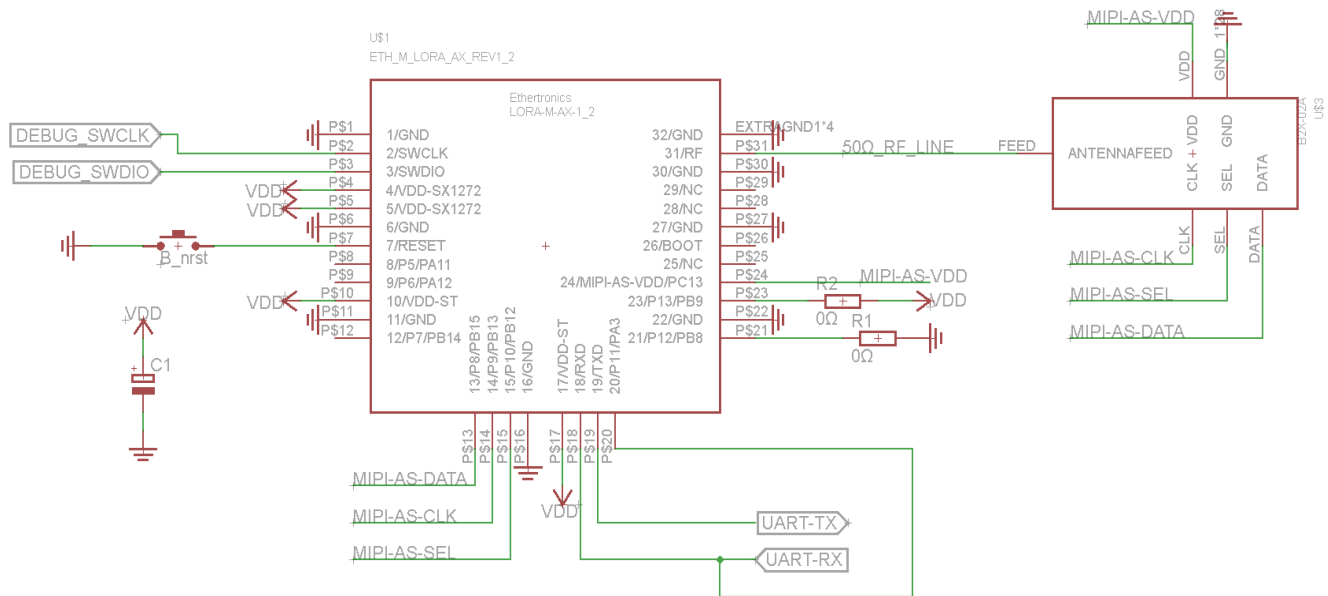 U$1
ETH_M_LORA_AX_REV1_2
Ethertronics
LORA-M-AX-1_2
DEBUG_SWCLK
DEBUG_SWDIO
VDD
VDD
B_nrst
VDD
VDD
C1
P$1
P$2
P$3
P$4
P$5
P$6
P$7
P$8
P$9
P$10
P$11
P$12
1/GND
2/SWCLK
3/SWDIO
4/VDD-SX1272
5/VDD-SX1272
6/GND
7/RESET
8/P5/PA11
9/P6/PA12
10/VDD-ST
11/GND
12/P7/PB14
13/P8/PB15
14/P9/PB13
15/P10/PB12
16/GND
17/VDD-ST
18/RXD
19/TXD
20/P11/PA3
P$13
P$14
P$15
P$16
P$17
P$18
P$19
P$20
32/GND
31/RF
30/GND
29/NC
28/NC
27/GND
26/BOOT
25/NC
24/MIPI-AS-VDD/PC13
23/P13/PB9
22/GND
21/P12/PB8
EXTRAGND1*4
P$31
P$30
P$29
P$28
P$27
P$26
P$25
P$24
P$23
P$22
P$21
50Ω_RF_LINE
FEED
MIPI-AS-VDD
R2
0Ω
VDD
R1
0Ω
MIPI-AS-DATA
MIPI-AS-CLK
MIPI-AS-SEL
VDD
UART-TX
UART-RX
MIPI-AS-VDD
VDD
GND
U$3
ANTENNAFEED
CLK + VDD
SEL GND
DATA
CLK
SEL
DATA
MIPI-AS-CLK
MIPI-AS-SEL
MIPI-AS-DATA